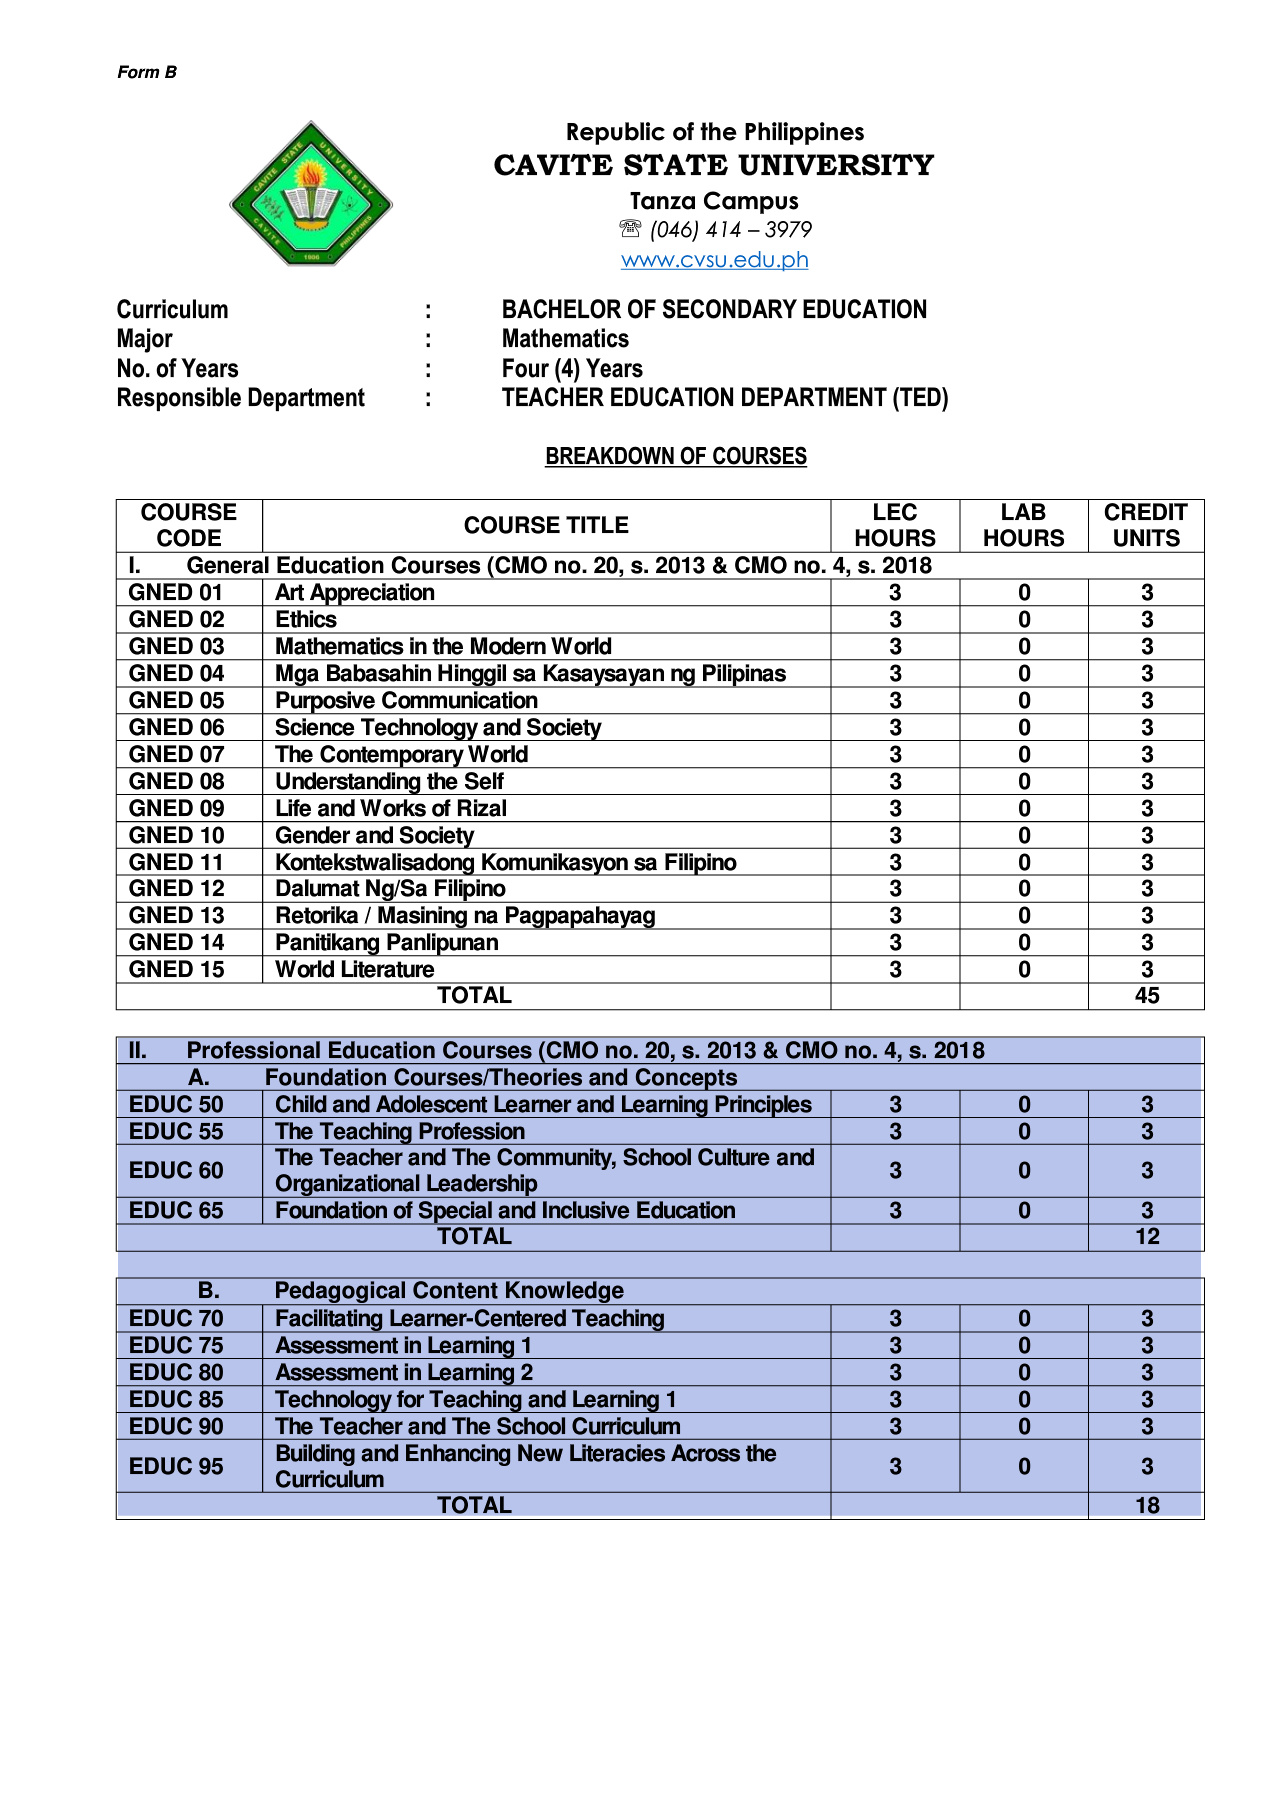 Form B
CAVITE STATE UNIVERSITY
CAVITE PHILIPPINES
1906
Republic of the Philippines
CAVITE STATE UNIVERSITY
Tanza Campus
☏ (046) 414 – 3979
www.cvsu.edu.ph
Curriculum : BACHELOR OF SECONDARY EDUCATION
Major : Mathematics
No. of Years : Four (4) Years
Responsible Department : TEACHER EDUCATION DEPARTMENT (TED)
BREAKDOWN OF COURSES
COURSE CODE COURSE TITLE LEC HOURS LAB HOURS CREDIT UNITS
I. General Education Courses (CMO no. 20, s. 2013 & CMO no. 4, s. 2018
GNED 01 Art Appreciation 3 0 3
GNED 02 Ethics 3 0 3
GNED 03 Mathematics in the Modern World 3 0 3
GNED 04 Mga Babasahin Hinggil sa Kasaysayan ng Pilipinas 3 0 3
GNED 05 Purposive Communication 3 0 3
GNED 06 Science Technology and Society 3 0 3
GNED 07 The Contemporary World 3 0 3
GNED 08 Understanding the Self 3 0 3
GNED 09 Life and Works of Rizal 3 0 3
GNED 10 Gender and Society 3 0 3
GNED 11 Kontekstwalisadong Komunikasyon sa Filipino 3 0 3
GNED 12 Dalumat Ng/Sa Filipino 3 0 3
GNED 13 Retorika / Masining na Pagpapahayag 3 0 3
GNED 14 Panitikang Panlipunan 3 0 3
GNED 15 World Literature 3 0 3
TOTAL 45
II. Professional Education Courses (CMO no. 20, s. 2013 & CMO no. 4, s. 2018
A. Foundation Courses/Theories and Concepts
EDUC 50 Child and Adolescent Learner and Learning Principles 3 0 3
EDUC 55 The Teaching Profession 3 0 3
EDUC 60 The Teacher and The Community, School Culture and Organizational Leadership 3 0 3
EDUC 65 Foundation of Special and Inclusive Education 3 0 3
TOTAL 12
B. Pedagogical Content Knowledge
EDUC 70 Facilitating Learner-Centered Teaching 3 0 3
EDUC 75 Assessment in Learning 1 3 0 3
EDUC 80 Assessment in Learning 2 3 0 3
EDUC 85 Technology for Teaching and Learning 1 3 0 3
EDUC 90 The Teacher and The School Curriculum 3 0 3
EDUC 95 Building and Enhancing New Literacies Across the Curriculum 3 0 3
TOTAL 18